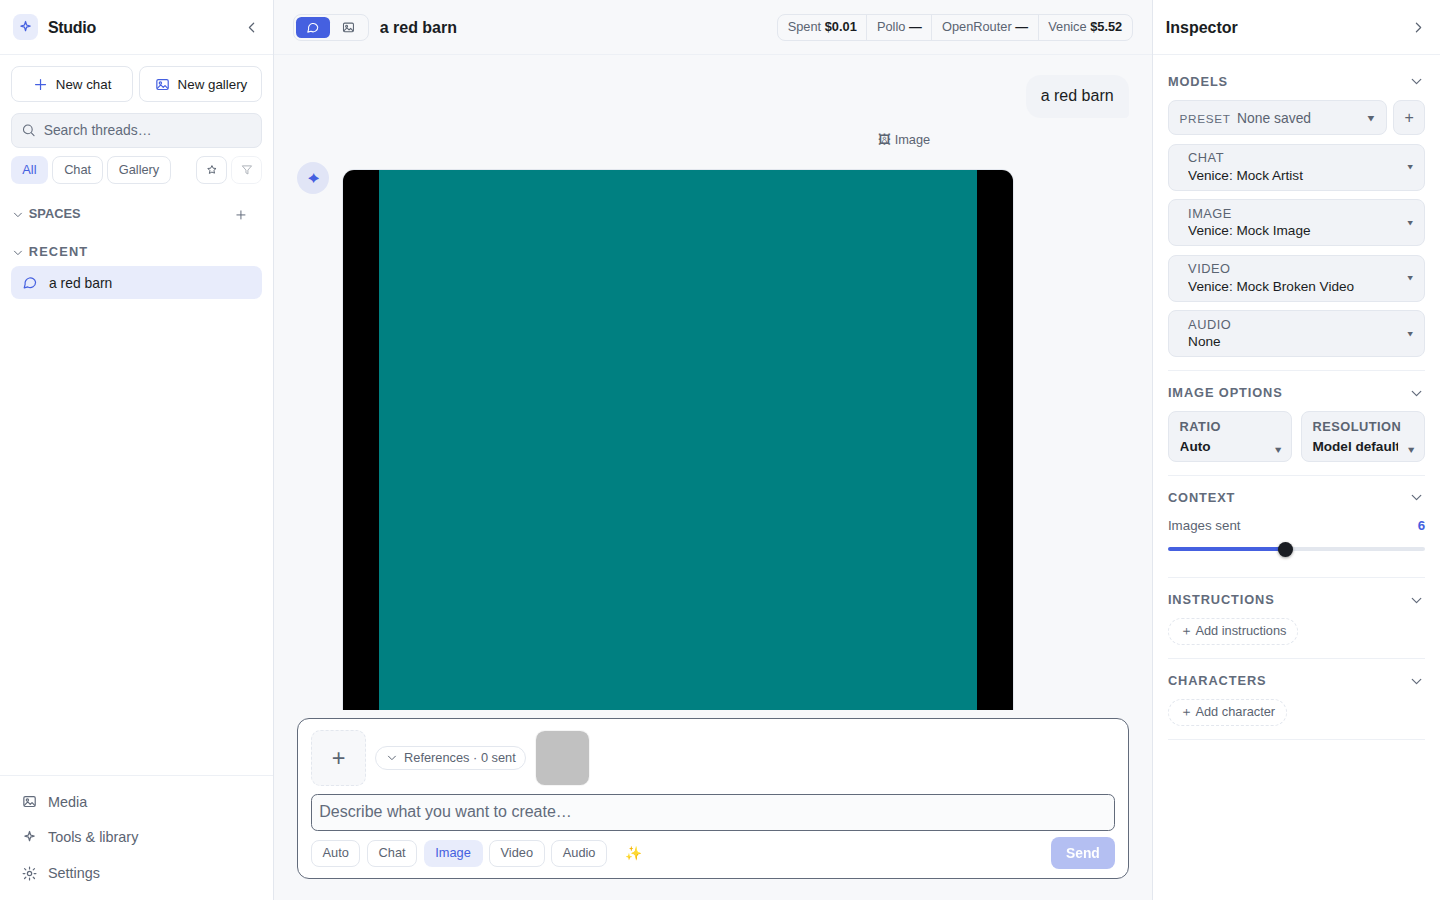 Studio
New chat
New gallery
Search threads…
All
Chat
Gallery
SPACES
RECENT
a red barn
Media
Tools & library
Settings
a red barn
Spent $0.01
Pollo —
OpenRouter —
Venice $5.52
a red barn
Image
References · 0 sent
Describe what you want to create…
Auto
Chat
Image
Video
Audio
Send
Inspector
MODELS
PRESET None saved
CHAT
Venice: Mock Artist
IMAGE
Venice: Mock Image
VIDEO
Venice: Mock Broken Video
AUDIO
None
IMAGE OPTIONS
RATIO
Auto
RESOLUTION
Model default
CONTEXT
Images sent 6
INSTRUCTIONS
+ Add instructions
CHARACTERS
+ Add character